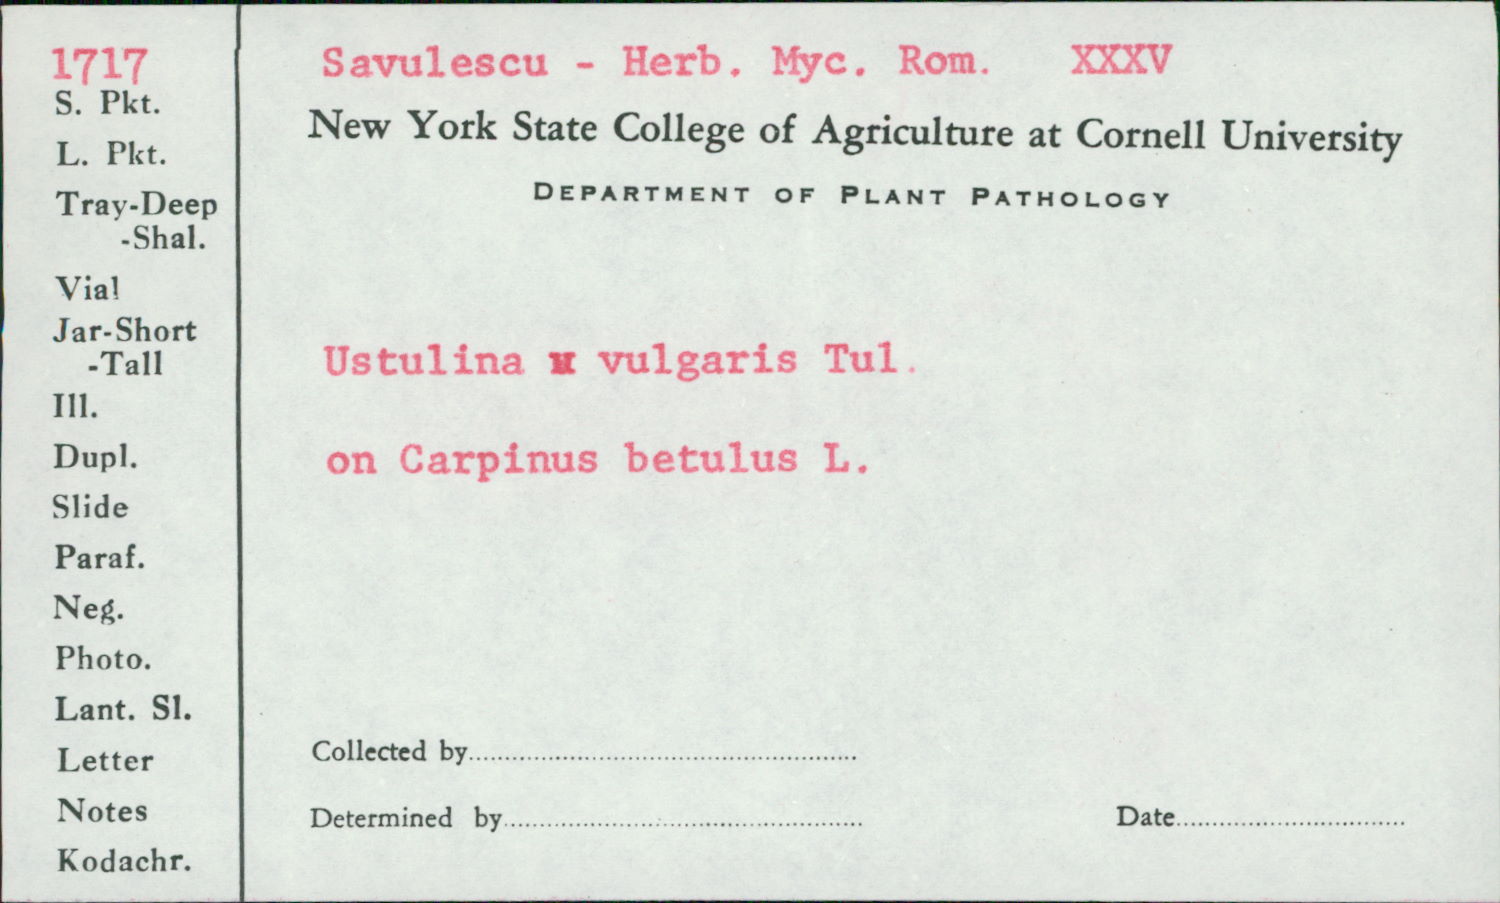 1717
S. Pkt.
L. Pkt.
Tray-Deep
-Shal.
Vial
Jar-Short
-Tall
Ill.
Dupl.
Slide
Paraf.
Neg.
Photo.
Lant. Sl.
Letter
Notes
Kodachr.
Savulescu - Herb. Myc. Rom. XXXV
New York State College of Agriculture at Cornell University
DEPARTMENT OF PLANT PATHOLOGY
Ustulina vulgaris Tul.
on Carpinus betulus L.
Collected by
Determined by
Date